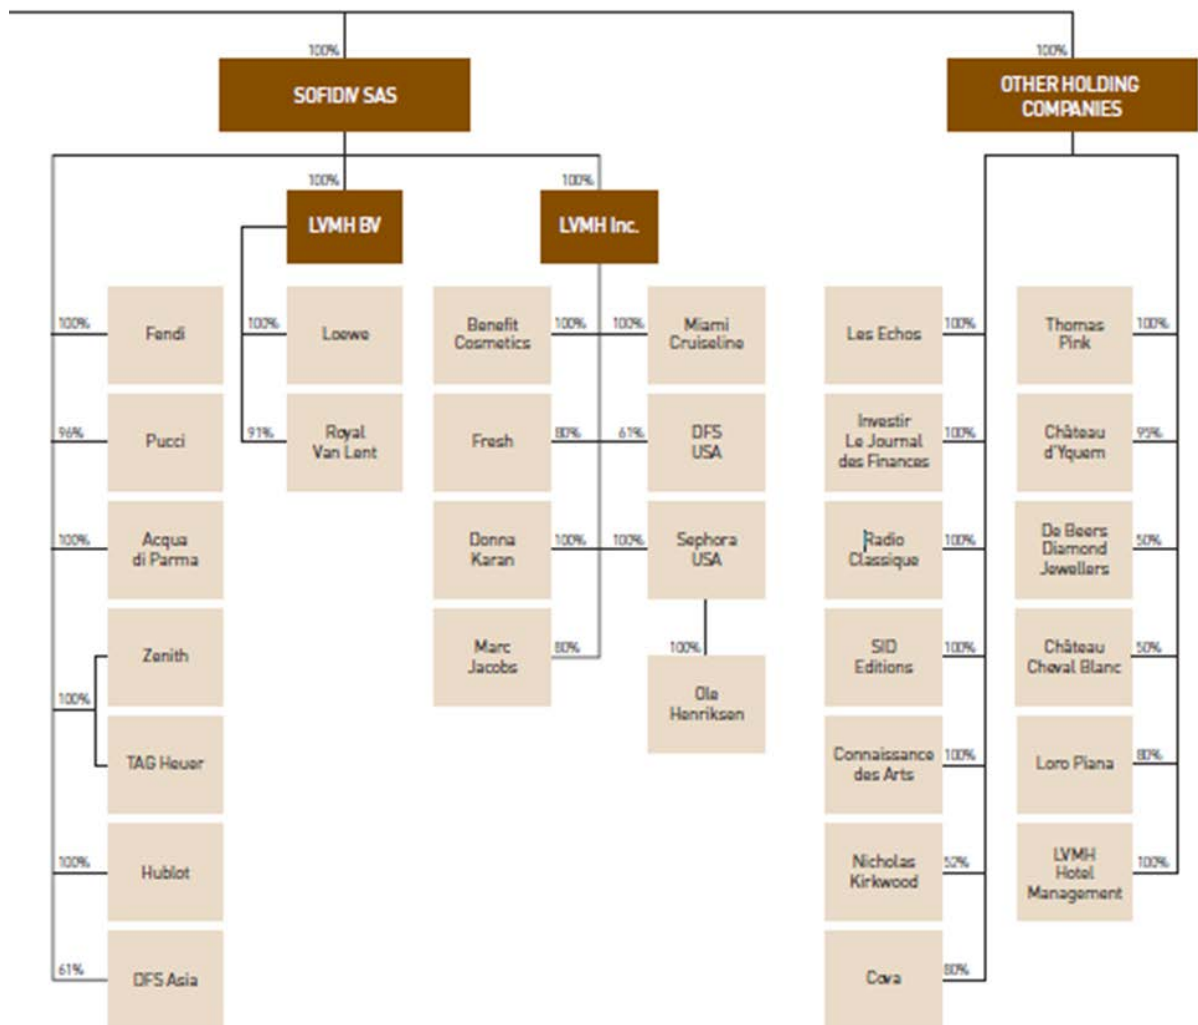 100%
100%
SOFIDIV SAS
OTHER HOLDING
COMPANIES
100%
100%
LVMH BV
LVMH Inc.
100%
Fendi
100%
Loewe
Benefit
Cosmetics
100%
100%
Miami
Cruiseline
Les Echos
100%
Thomas
Pink
100%
96%
Pucci
91%
Royal
Van Lent
Fresh
80%
61%
DFS
USA
Investir
Le Journal
des Finances
100%
Château
d'Yquem
95%
100%
Acqua
di Parma
Donna
Karan
100%
100%
Sephora
USA
Radio
Classique
100%
De Beers
Diamond
Jewellers
50%
Zenith
Marc
Jacobs
80%
100%
Ole
Henriksen
SID
Editions
100%
Château
Cheval Blanc
50%
100%
TAG Heuer
Connaissance
des Arts
100%
Loro Piana
80%
100%
Hublot
Nicholas
Kirkwood
52%
LVMH
Hotel
Management
100%
61%
DFS Asia
Cova
80%